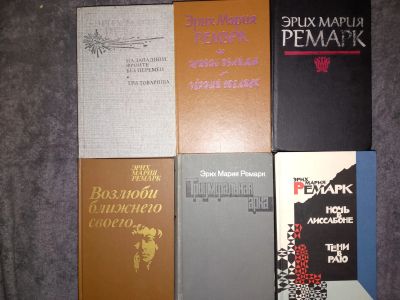 НА ЗАПАДНОМ
ФРОНТЕ
БЕЗ ПЕРЕМЕН
ТРИ ТОВАРИЩА
ЭРИХ МАРИЯ
РЕМАРК
ЭРИХ МАРИЯ
РЕМАРК
ЭРИХ
МАРИЯ
РЕМАРК
Возлюби
ближнего
своего
Эрих Мария Ремарк
Триумфальная
арка
ЭРИХ
МАРИЯ
РЕМАРК
НОЧЬ В
ЛИССАБОНЕ
ТЕНИ В
РАЮ